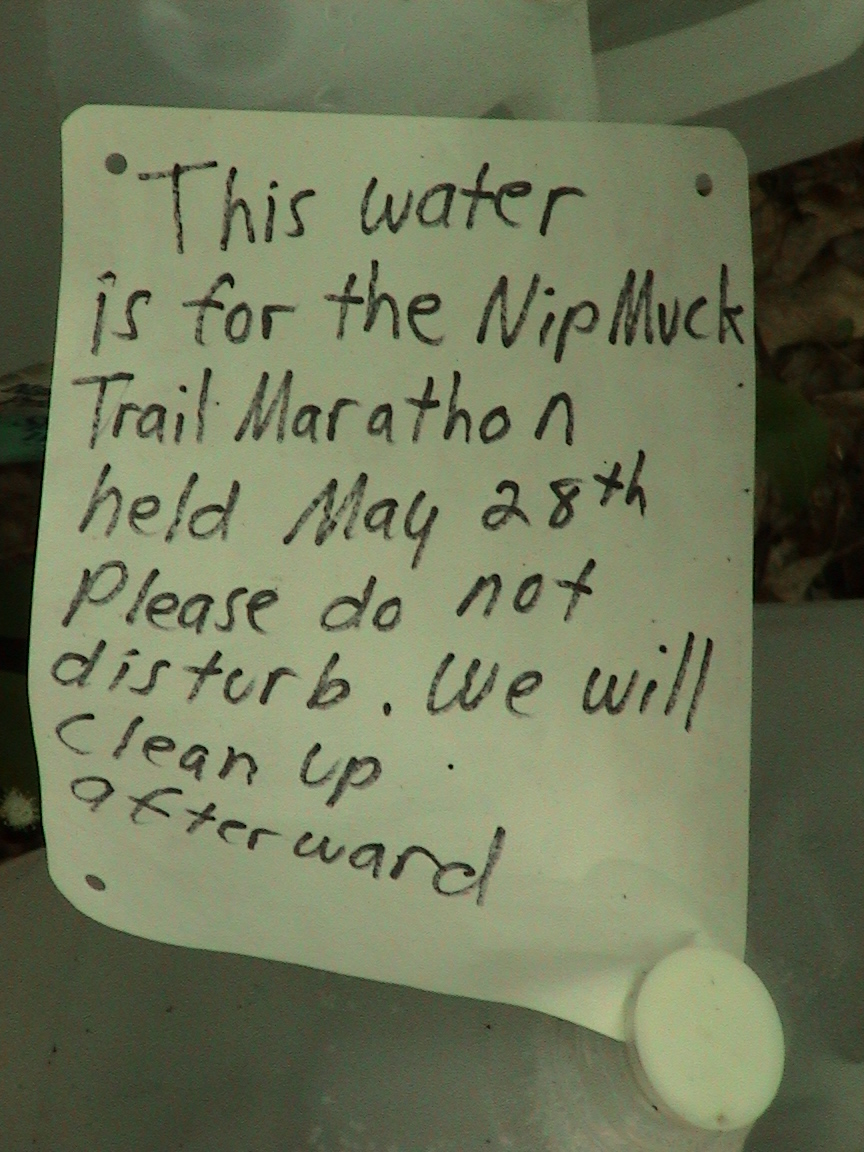 This water
is for the NipMuck
Trail Marathon
held May 28th
Please do not
disturb. We will
clean up
afterward